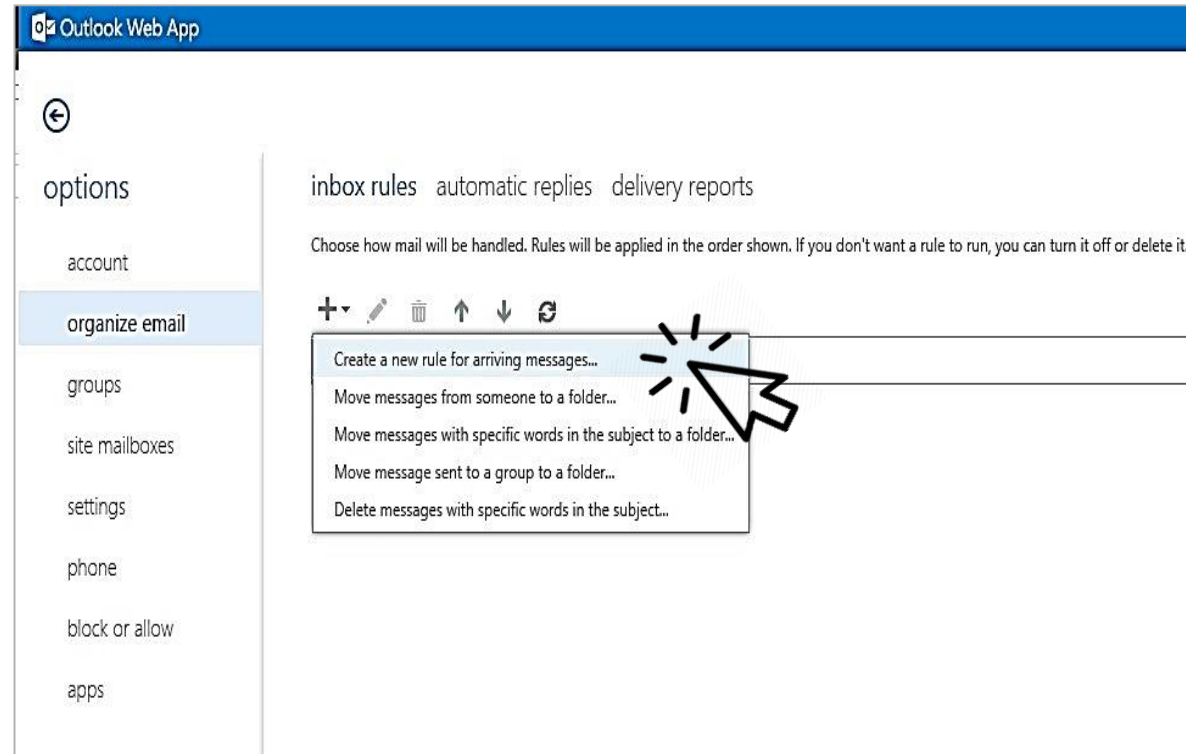 Outlook Web App
options
account
organize email
groups
site mailboxes
settings
phone
block or allow
apps
inbox rules automatic replies delivery reports
Choose how mail will be handled. Rules will be applied in the order shown. If you don't want a rule to run, you can turn it off or delete it
Create a new rule for arriving messages...
Move messages from someone to a folder...
Move messages with specific words in the subject to a folder...
Move message sent to a group to a folder...
Delete messages with specific words in the subject...